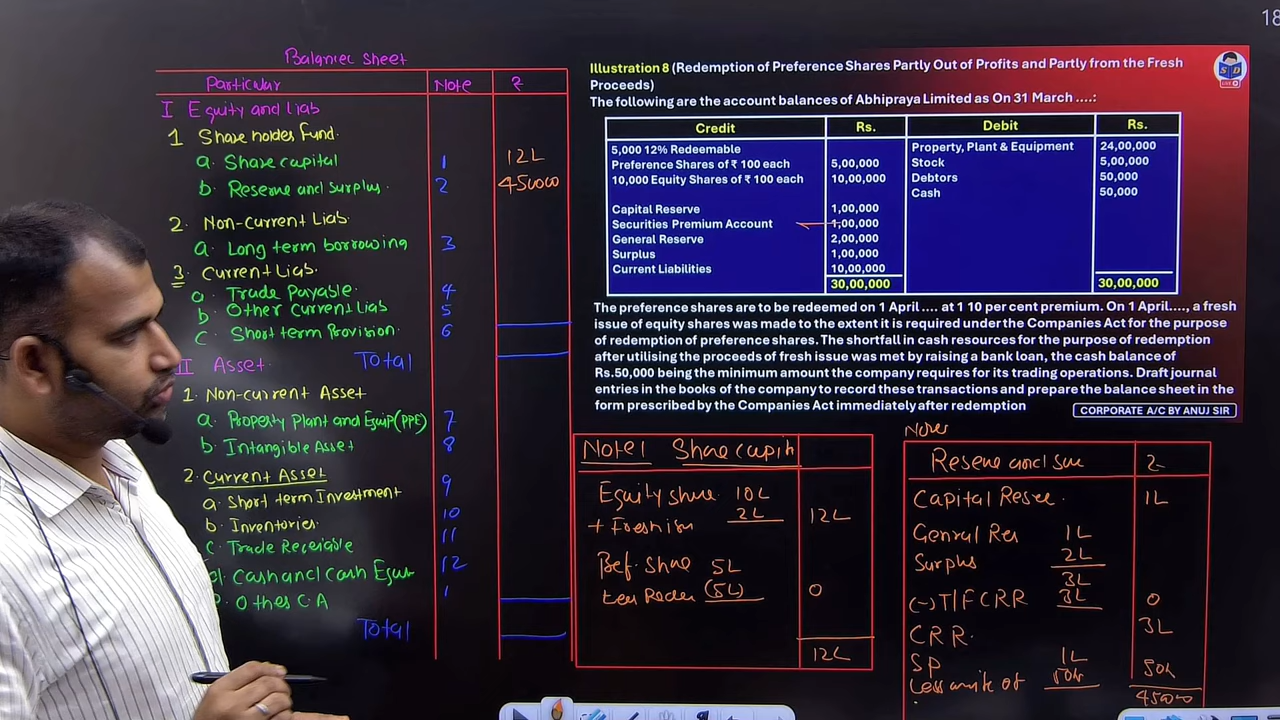 18
Balaniec sheet
Particular Note ₹
I Equity and Liab
1 Share holdes Fund.
a. Share capital 1 12L
b. Reserve and Surplus. 2 450000
2. Non-current Liab.
a. Long term borrowing 3
3. Current Liab.
a. Trade Payable. 4
b Other Current Liab 5
c. Short term Provision. 6
Total
II Asset
1. Non-current Asset
a. Property Plant and Equip(PPE) 7
b. Intangible Asset 8
2. Current Asset
a. Short term Investment 9
b. Inventories. 10
c. Trade Receiable 11
d. Cash and cash Equi 12
. Othes C.A 1
Total
Illustration 8 (Redemption of Preference Shares Partly Out of Profits and Partly from the Fresh
Proceeds)
The following are the account balances of Abhipraya Limited as On 31 March ....:
Credit Rs. Debit Rs.
5,000 12% Redeemable Property, Plant & Equipment 24,00,000
Preference Shares of ₹ 100 each 5,00,000 Stock 5,00,000
10,000 Equity Shares of ₹ 100 each 10,00,000 Debtors 50,000
Cash 50,000
Capital Reserve 1,00,000
Securities Premium Account 1,00,000
General Reserve 2,00,000
Surplus 1,00,000
Current Liabilities 10,00,000
30,00,000 30,00,000
The preference shares are to be redeemed on 1 April .... at 1 10 per cent premium. On 1 April...., a fresh
issue of equity shares was made to the extent it is required under the Companies Act for the purpose
of redemption of preference shares. The shortfall in cash resources for the purpose of redemption
after utilising the proceeds of fresh issue was met by raising a bank loan, the cash balance of
Rs.50,000 being the minimum amount the company requires for its trading operations. Draft journal
entries in the books of the company to record these transactions and prepare the balance sheet in the
form prescribed by the Companies Act immediately after redemption
CORPORATE A/C BY ANUJ SIR
SD
Note1 Share capit
Equity share 10L
+ Fresh issu 2L 12L
Bef. Share 5L
(5L) 0
12L
Notes
Reserve and Sur 2
Capital Reser. 1L
Genral Res 1L
Surplus 2L
3L
(-) T/F CRR 3L 0
CRR. 3L
SP 1L
Less write of 50k 50k
45000